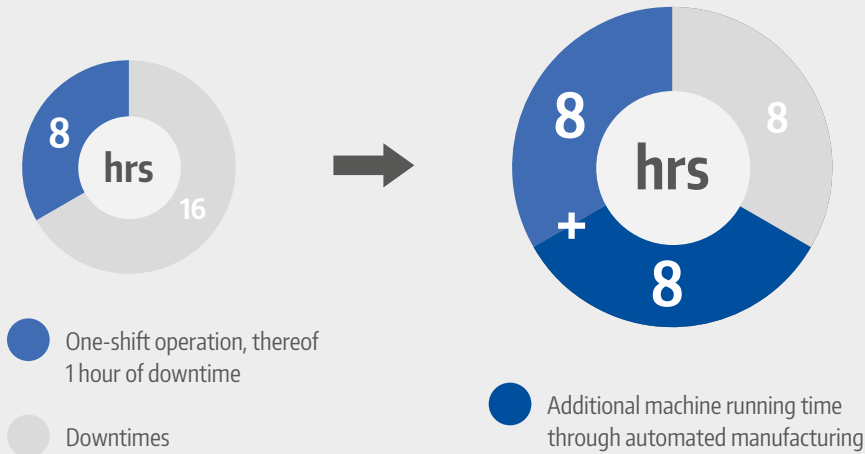 8
hrs
16
8
8
hrs
+
8
One-shift operation, thereof
1 hour of downtime
Downtimes
Additional machine running time
through automated manufacturing